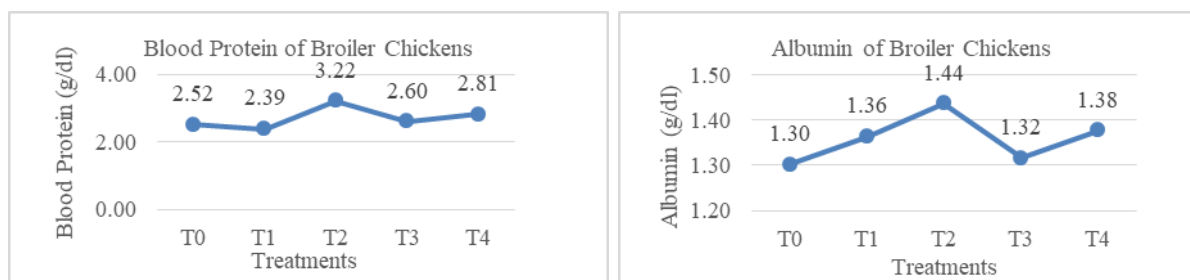 Blood Protein of Broiler Chickens
Blood Protein (g/dl)
4.00
2.00
0.00
2.52
2.39
3.22
2.60
2.81
T0 T1 T2 T3 T4
Treatments
Albumin of Broiler Chickens
Albumin (g/dl)
1.50
1.40
1.30
1.20
1.30
1.36
1.44
1.32
1.38
T0 T1 T2 T3 T4
Treatments